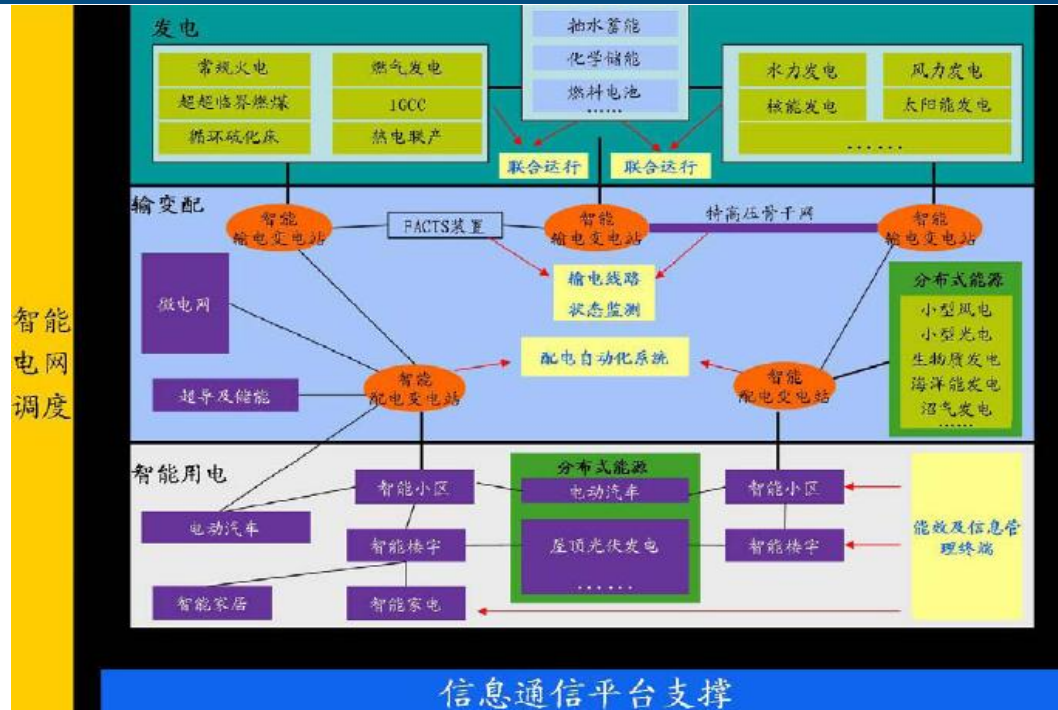 智能
电网
调度
发电
常规火电
燃气发电
超超临界燃煤
IGCC
循环硫化床
热电联产
抽水蓄能
化学储能
燃料电池
......
水力发电
风力发电
核能发电
太阳能发电
......
联合运行
联合运行
输变配
智能
输电变电站
FACTS装置
智能
输电变电站
特高压骨干网
智能
输电变电站
微电网
输电线路
状态监测
分布式能源
小型风电
小型光电
生物质发电
海洋能发电
沼气发电
......
配电自动化系统
超导及储能
智能
配电变电站
智能
配电变电站
智能用电
智能小区
分布式能源
电动汽车
智能小区
电动汽车
智能楼宇
屋顶光伏发电
......
智能楼宇
能效及信息管
理终端
智能家居
智能家电
信息通信平台支撑